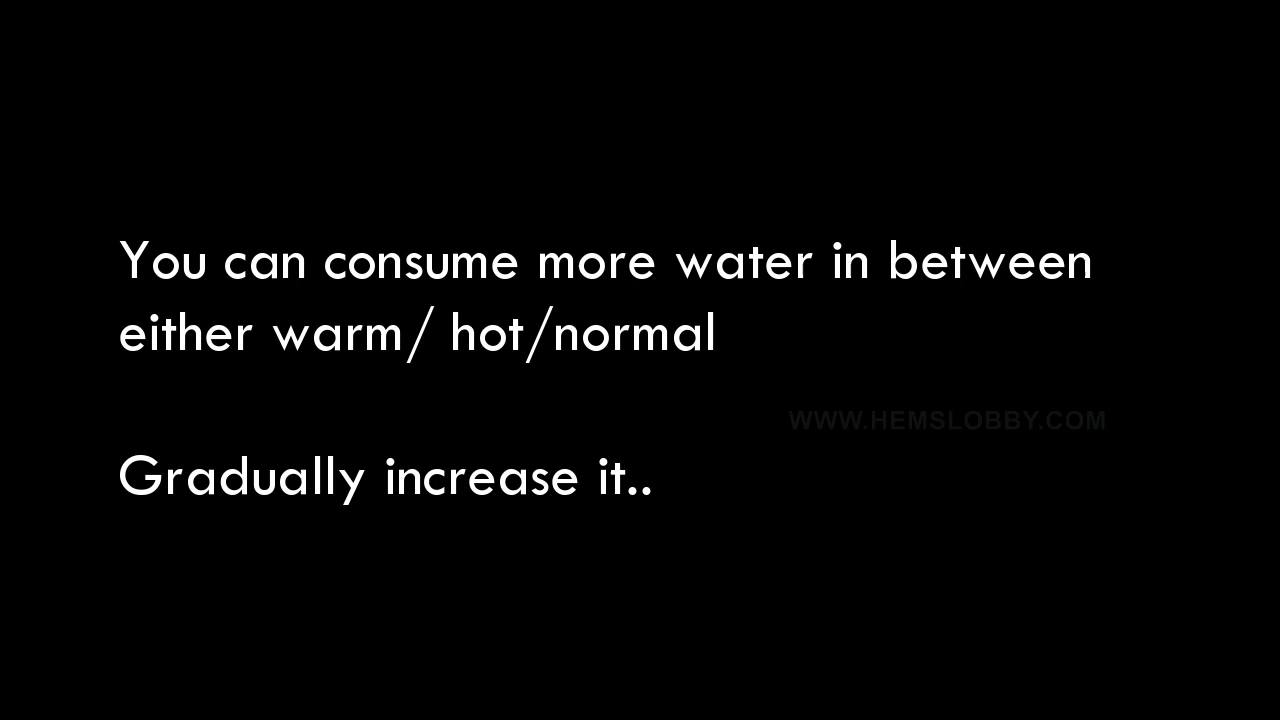 You can consume more water in between
either warm/ hot/normal
WWW.HEMSLOBBY.COM
Gradually increase it..